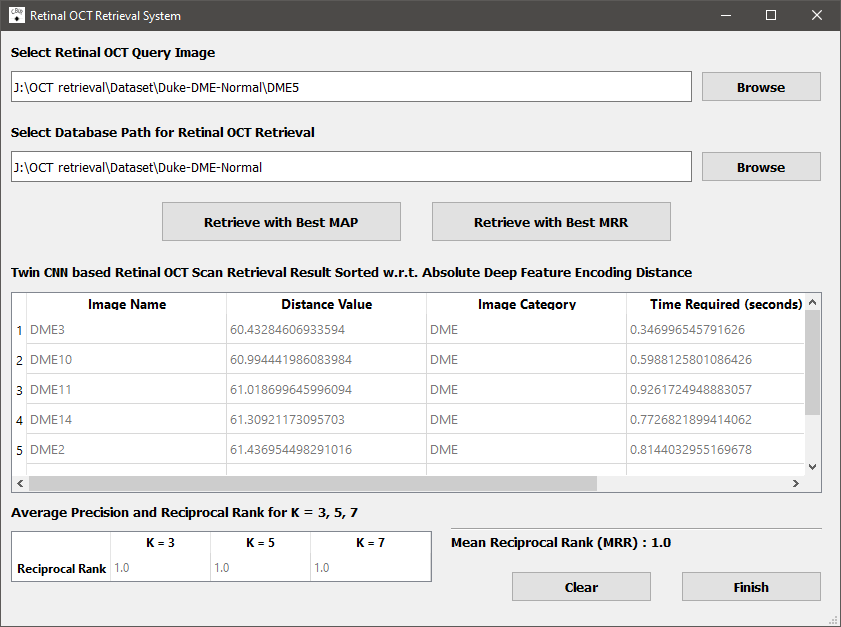 Retinal OCT Retrieval System
Select Retinal OCT Query Image
J:\OCT retrieval\Dataset\Duke-DME-Normal\DME5 Browse
Select Database Path for Retinal OCT Retrieval
J:\OCT retrieval\Dataset\Duke-DME-Normal Browse
Retrieve with Best MAP Retrieve with Best MRR
Twin CNN based Retinal OCT Scan Retrieval Result Sorted w.r.t. Absolute Deep Feature Encoding Distance
Image Name Distance Value Image Category Time Required (seconds)
1 DME3 60.43284606933594 DME 0.346996545791626
2 DME10 60.994441986083984 DME 0.5988125801086426
3 DME11 61.018699645996094 DME 0.9261724948883057
4 DME14 61.30921173095703 DME 0.7726821899414062
5 DME2 61.436954498291016 DME 0.8144032955169678
Average Precision and Reciprocal Rank for K = 3, 5, 7
K = 3 K = 5 K = 7
Reciprocal Rank 1.0 1.0 1.0
Mean Reciprocal Rank (MRR) : 1.0
Clear Finish